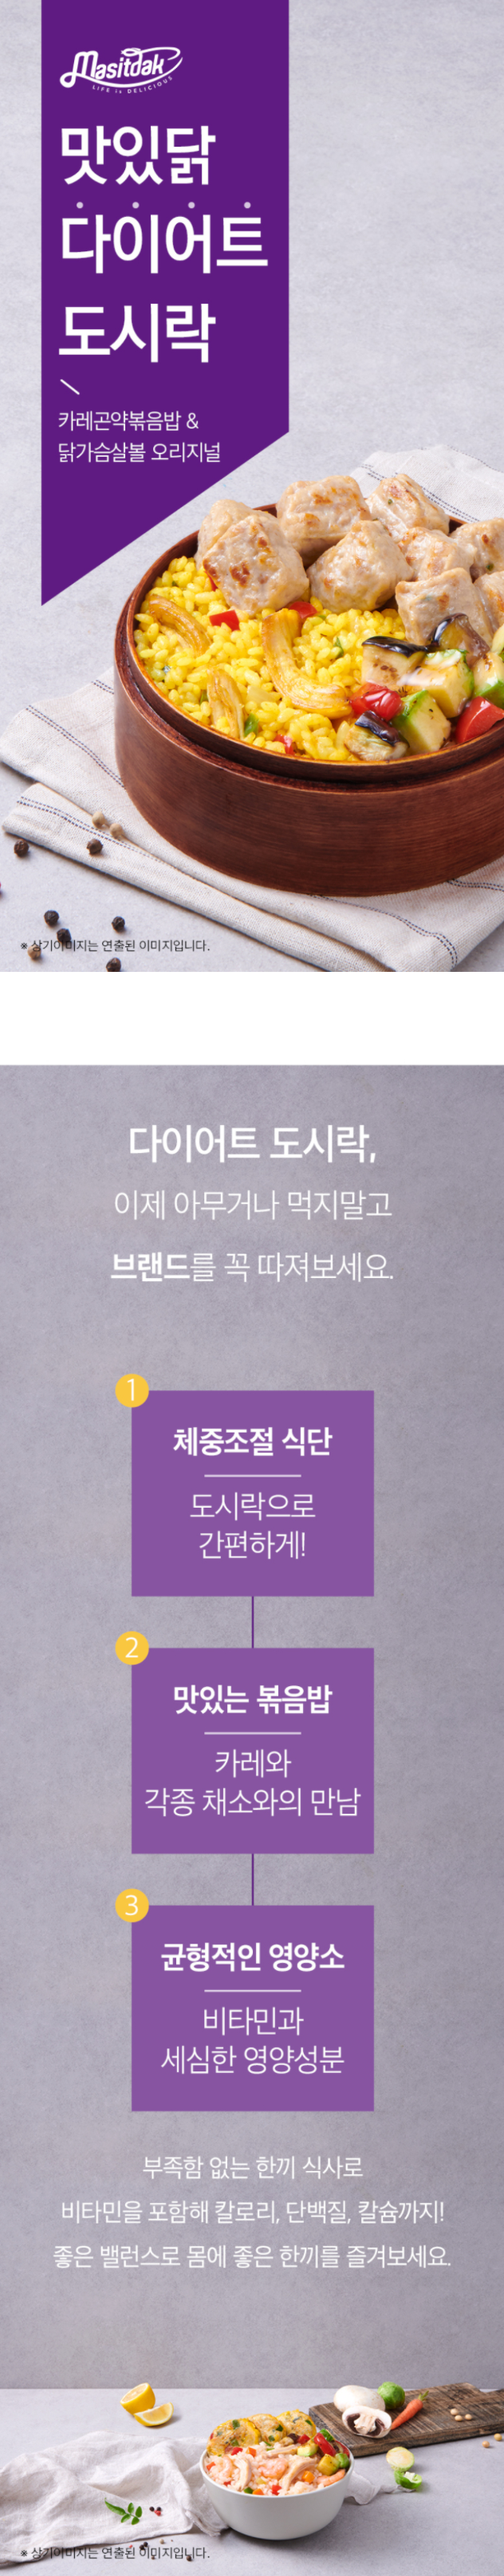 Masitdak
LIFE is DELICIOUS
맛있닭
다이어트
도시락
카레곤약볶음밥 &
닭가슴살볼 오리지널
※ 상기이미지는 연출된 이미지입니다.
다이어트 도시락,
이제 아무거나 먹지말고
브랜드를 꼭 따져보세요.
1
체중조절 식단
도시락으로
간편하게!
2
맛있는 볶음밥
카레와
각종 채소와의 만남
3
균형적인 영양소
비타민과
세심한 영양성분
부족함 없는 한끼 식사로
비타민을 포함해 칼로리, 단백질, 칼슘까지!
좋은 밸런스로 몸에 좋은 한끼를 즐겨보세요.
※ 상기이미지는 연출된 이미지입니다.